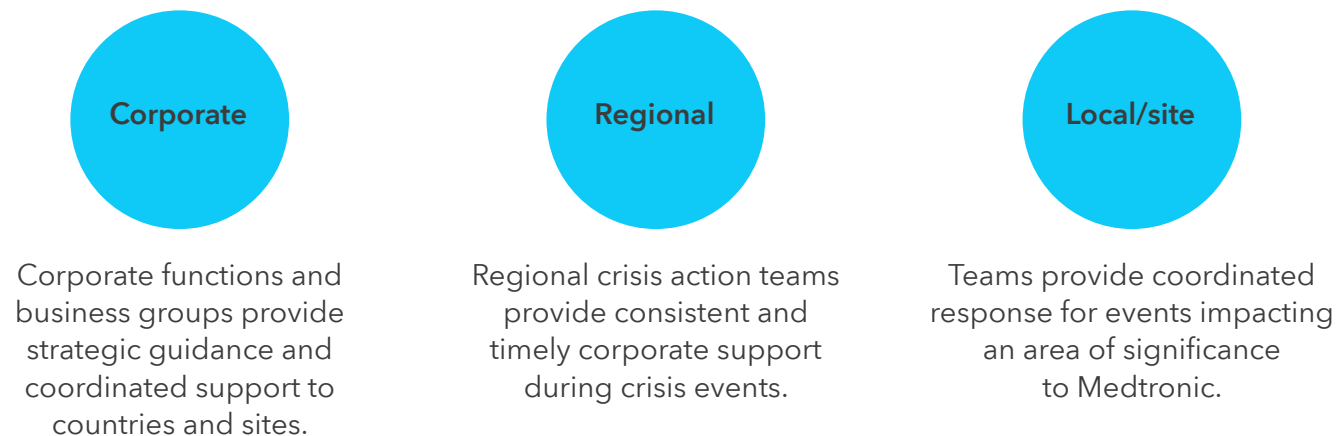 Corporate
Corporate functions and
business groups provide
strategic guidance and
coordinated support to
countries and sites.
Regional
Regional crisis action teams
provide consistent and
timely corporate support
during crisis events.
Local/site
Teams provide coordinated
response for events impacting
an area of significance
to Medtronic.